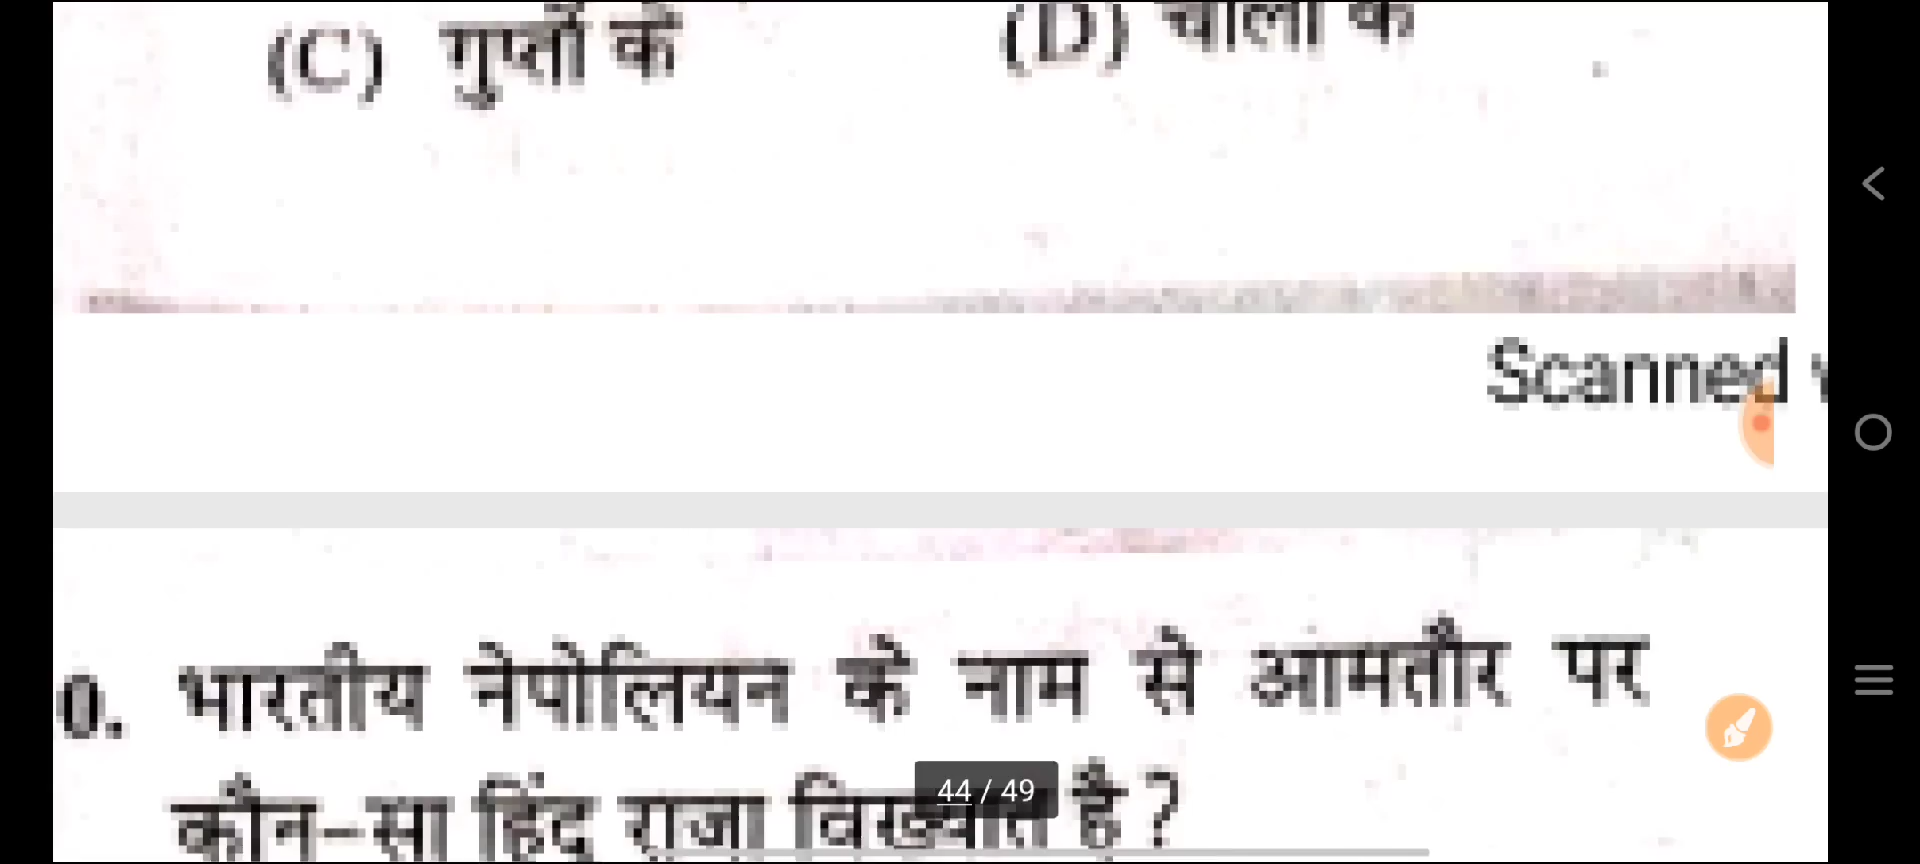 (C) गुप्तों के
(D) चोलों के
Scanned
0. भारतीय नेपोलियन के नाम से आमतौर पर
कौन-सा हिंदू राजा विख्यात है?
44 / 49